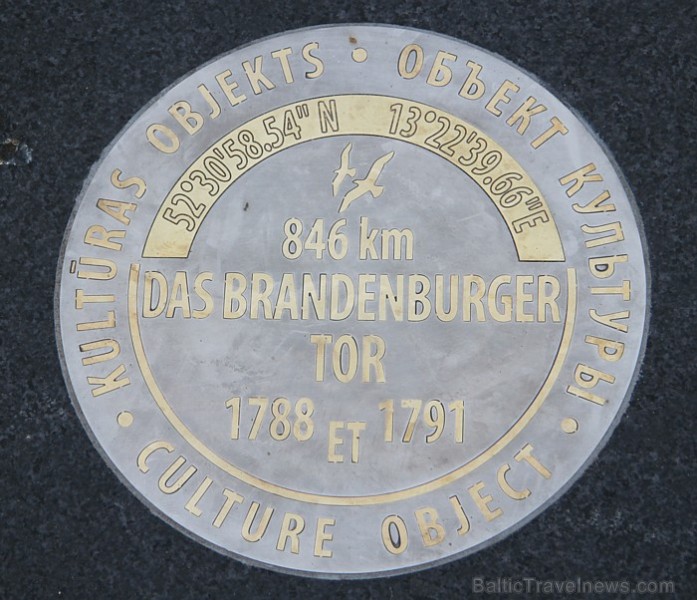 KULTŪRAS OBJEKTS • ОБЪЕКТ КУЛЬТУРЫ •
52°30'58.54" N 13°22'39.66"E
846 km
DAS BRANDENBURGER
TOR
1788 ET 1791
• CULTURE OBJECT
BalticTravelnews.com